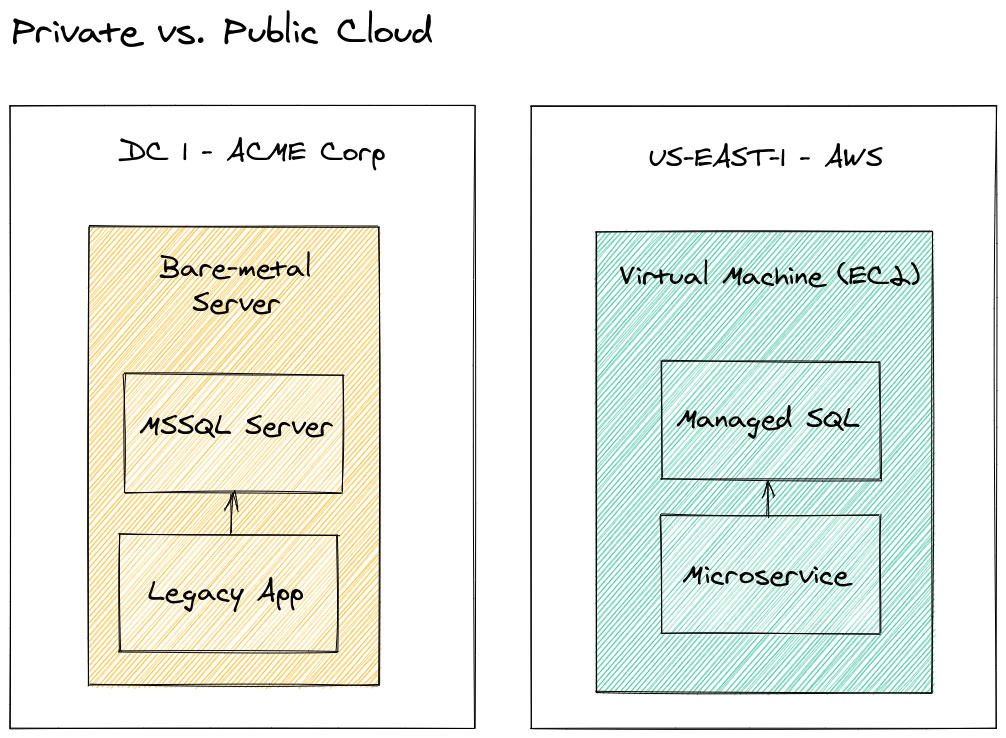 Private vs. Public Cloud
DC 1 - ACME Corp
Bare-metal
Server
MSSQL Server
Legacy App
US-EAST-1 - AWS
Virtual Machine (EC2)
Managed SQL
Microservice